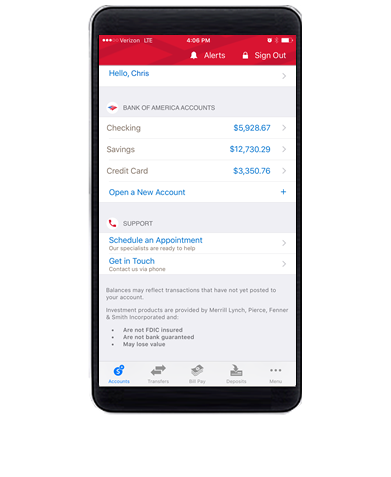 Verizon LTE 4:06 PM
Alerts Sign Out
Hello, Chris
BANK OF AMERICA ACCOUNTS
Checking $5,928.67
Savings $12,730.29
Credit Card $3,350.76
Open a New Account +
SUPPORT
Schedule an Appointment
Our specialists are ready to help
Get in Touch
Contact us via phone
Balances may reflect transactions that have not yet posted to
your account.
Investment products are provided by Merrill Lynch, Pierce, Fenner
& Smith Incorporated and:
• Are not FDIC insured
• Are not bank guaranteed
• May lose value
Accounts Transfers Bill Pay Deposits Menu